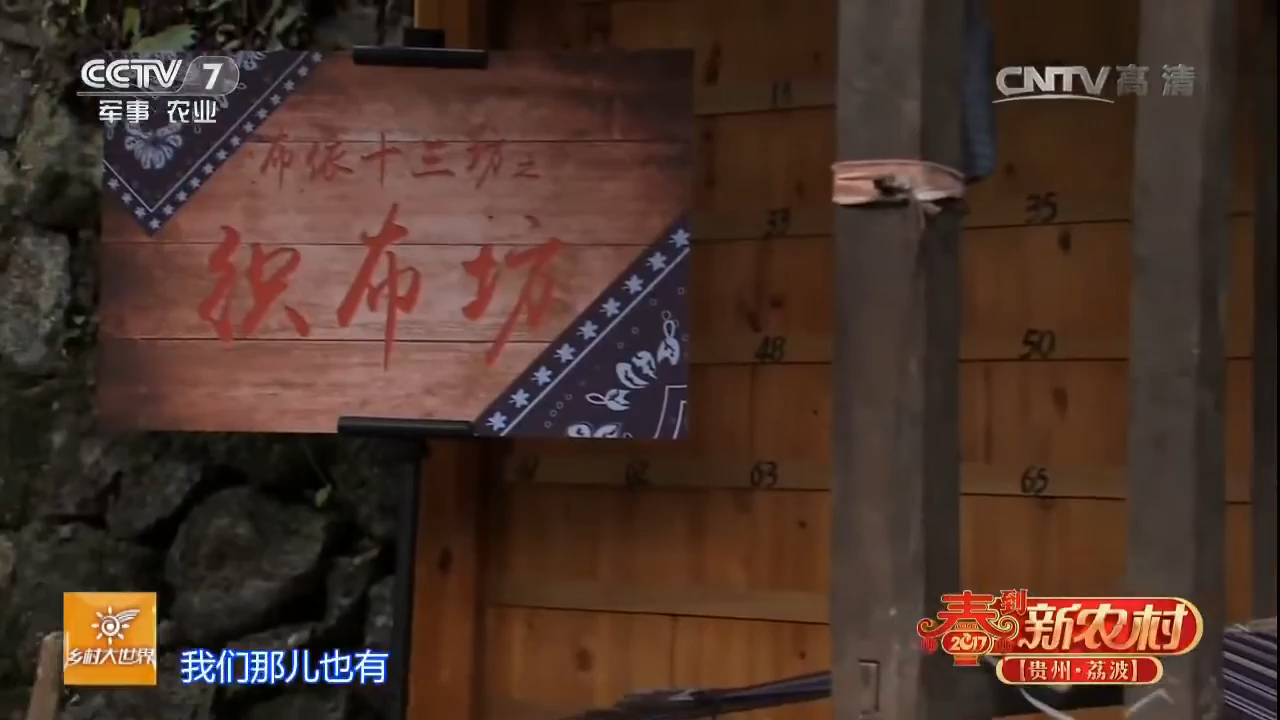 CCTV 7
军事 农业
CNTV 高清
布依十三坊之
织布坊
33
35
48
50
62
63
65
乡村大世界
我们那儿也有
春到
2017
新农村
【贵州·荔波】